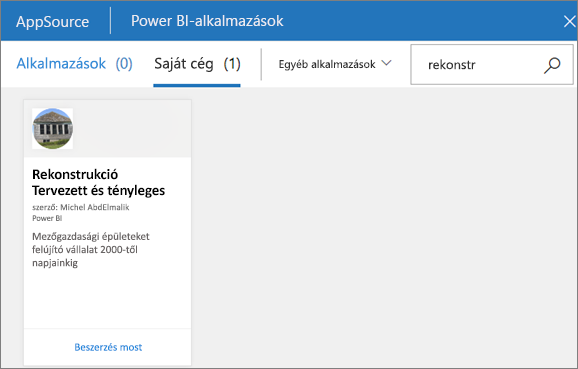 AppSource Power BI-alkalmazások
Alkalmazások (0) Saját cég (1) Egyéb alkalmazások rekonstr
Rekonstrukció
Tervezett és tényleges
szerző: Michel AbdElmalik
Power BI
Mezőgazdasági épületeket
felújító vállalat 2000-től
napjainkig
Beszerzés most